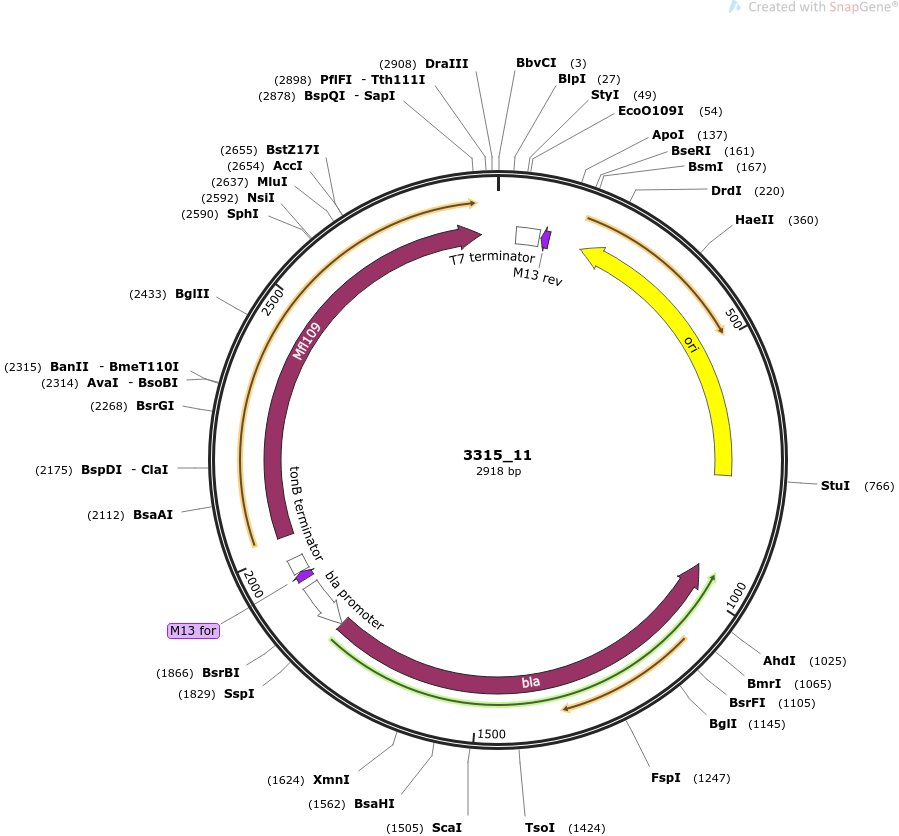 Created with SnapGene®
(2908) DraIII
(2898) PflFI - Tth111I
(2878) BspQI - SapI
BbvCI (3)
BlpI (27)
StyI (49)
EcoO109I (54)
ApoI (137)
BseRI (161)
BsmI (167)
DrdI (220)
HaeII (360)
(2655) BstZ17I
(2654) AccI
(2637) MluI
(2592) NsiI
(2590) SphI
(2433) BglII
(2315) BanII - BmeT110I
(2314) AvaI - BsoBI
(2268) BsrGI
(2175) BspDI - ClaI
(2112) BsaAI
T7 terminator
M13 rev
2500
500
Mfl109
ori
3315_11
2918 bp
StuI (766)
tonB terminator
2000
bla promoter
M13 for
1000
bla
(1866) BsrBI
(1829) SspI
AhdI (1025)
BmrI (1065)
BsrFI (1105)
BglI (1145)
1500
(1624) XmnI
(1562) BsaHI
(1505) ScaI
TsoI (1424)
FspI (1247)